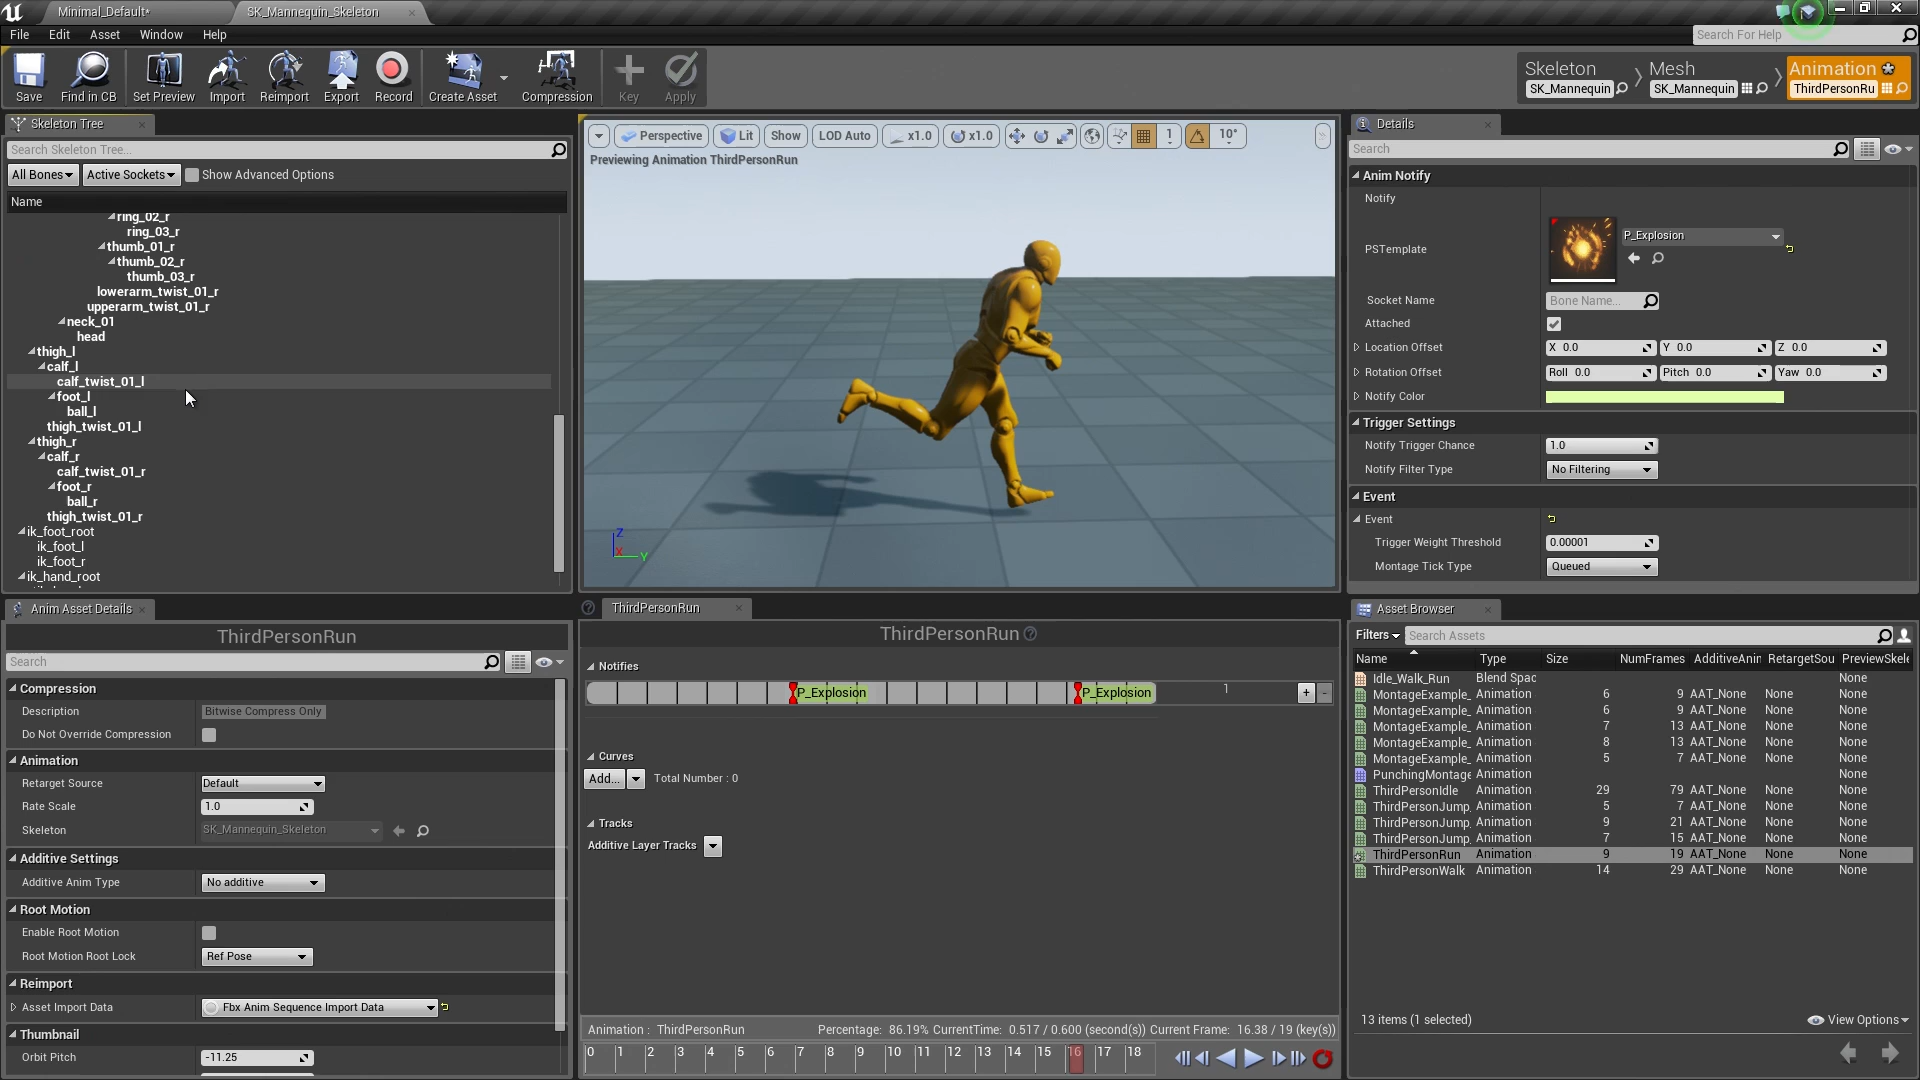 Minimal_Default*
SK_Mannequin_Skeleton
File Edit Asset Window Help
Search For Help
Save
Find in CB
Set Preview
Import
Reimport
Export
Record
Create Asset
Compression
Key
Apply
Skeleton
SK_Mannequin
Mesh
SK_Mannequin
Animation
ThirdPersonRu
Skeleton Tree
Search Skeleton Tree...
All Bones
Active Sockets
Show Advanced Options
Name
ring_02_r
ring_03_r
thumb_01_r
thumb_02_r
thumb_03_r
lowerarm_twist_01_r
upperarm_twist_01_r
neck_01
head
thigh_l
calf_l
calf_twist_01_l
foot_l
ball_l
thigh_twist_01_l
thigh_r
calf_r
calf_twist_01_r
foot_r
ball_r
thigh_twist_01_r
ik_foot_root
ik_foot_l
ik_foot_r
ik_hand_root
Perspective
Lit
Show
LOD Auto
x1.0
x1.0
1
10°
Previewing Animation ThirdPersonRun
Z
X
Y
Details
Search
Anim Notify
Notify
PSTemplate
P_Explosion
Socket Name
Bone Name...
Attached
Location Offset X 0.0 Y 0.0 Z 0.0
Rotation Offset Roll 0.0 Pitch 0.0 Yaw 0.0
Notify Color
Trigger Settings
Notify Trigger Chance 1.0
Notify Filter Type No Filtering
Event
Event
Trigger Weight Threshold 0.00001
Montage Tick Type Queued
Anim Asset Details
ThirdPersonRun
Search
Compression
Description Bitwise Compress Only
Do Not Override Compression
Animation
Retarget Source Default
Rate Scale 1.0
Skeleton SK_Mannequin_Skeleton
Additive Settings
Additive Anim Type No additive
Root Motion
Enable Root Motion
Root Motion Root Lock Ref Pose
Reimport
Asset Import Data Fbx Anim Sequence Import Data
Thumbnail
Orbit Pitch -11.25
ThirdPersonRun
ThirdPersonRun
Notifies
P_Explosion P_Explosion 1 + -
Curves
Add... Total Number : 0
Tracks
Additive Layer Tracks
Animation : ThirdPersonRun Percentage: 86.19% CurrentTime: 0.517 / 0.600 (second(s)) Current Frame: 16.38 / 19 (key(s))
0 1 2 3 4 5 6 7 8 9 10 11 12 13 14 15 16 17 18
Asset Browser
Filters Search Assets
Name Type Size NumFrames AdditiveAnin RetargetSou PreviewSkele
Idle_Walk_Run Blend Spac None
MontageExample_ Animation 6 9 AAT_None None None
MontageExample_ Animation 6 9 AAT_None None None
MontageExample_ Animation 7 13 AAT_None None None
MontageExample_ Animation 8 13 AAT_None None None
MontageExample_ Animation 5 7 AAT_None None None
PunchingMontage Animation None
ThirdPersonIdle Animation 29 79 AAT_None None None
ThirdPersonJump_ Animation 5 7 AAT_None None None
ThirdPersonJump_ Animation 9 21 AAT_None None None
ThirdPersonJump_ Animation 7 15 AAT_None None None
ThirdPersonRun Animation 9 19 AAT_None None None
ThirdPersonWalk Animation 14 29 AAT_None None None
13 items (1 selected)
View Options